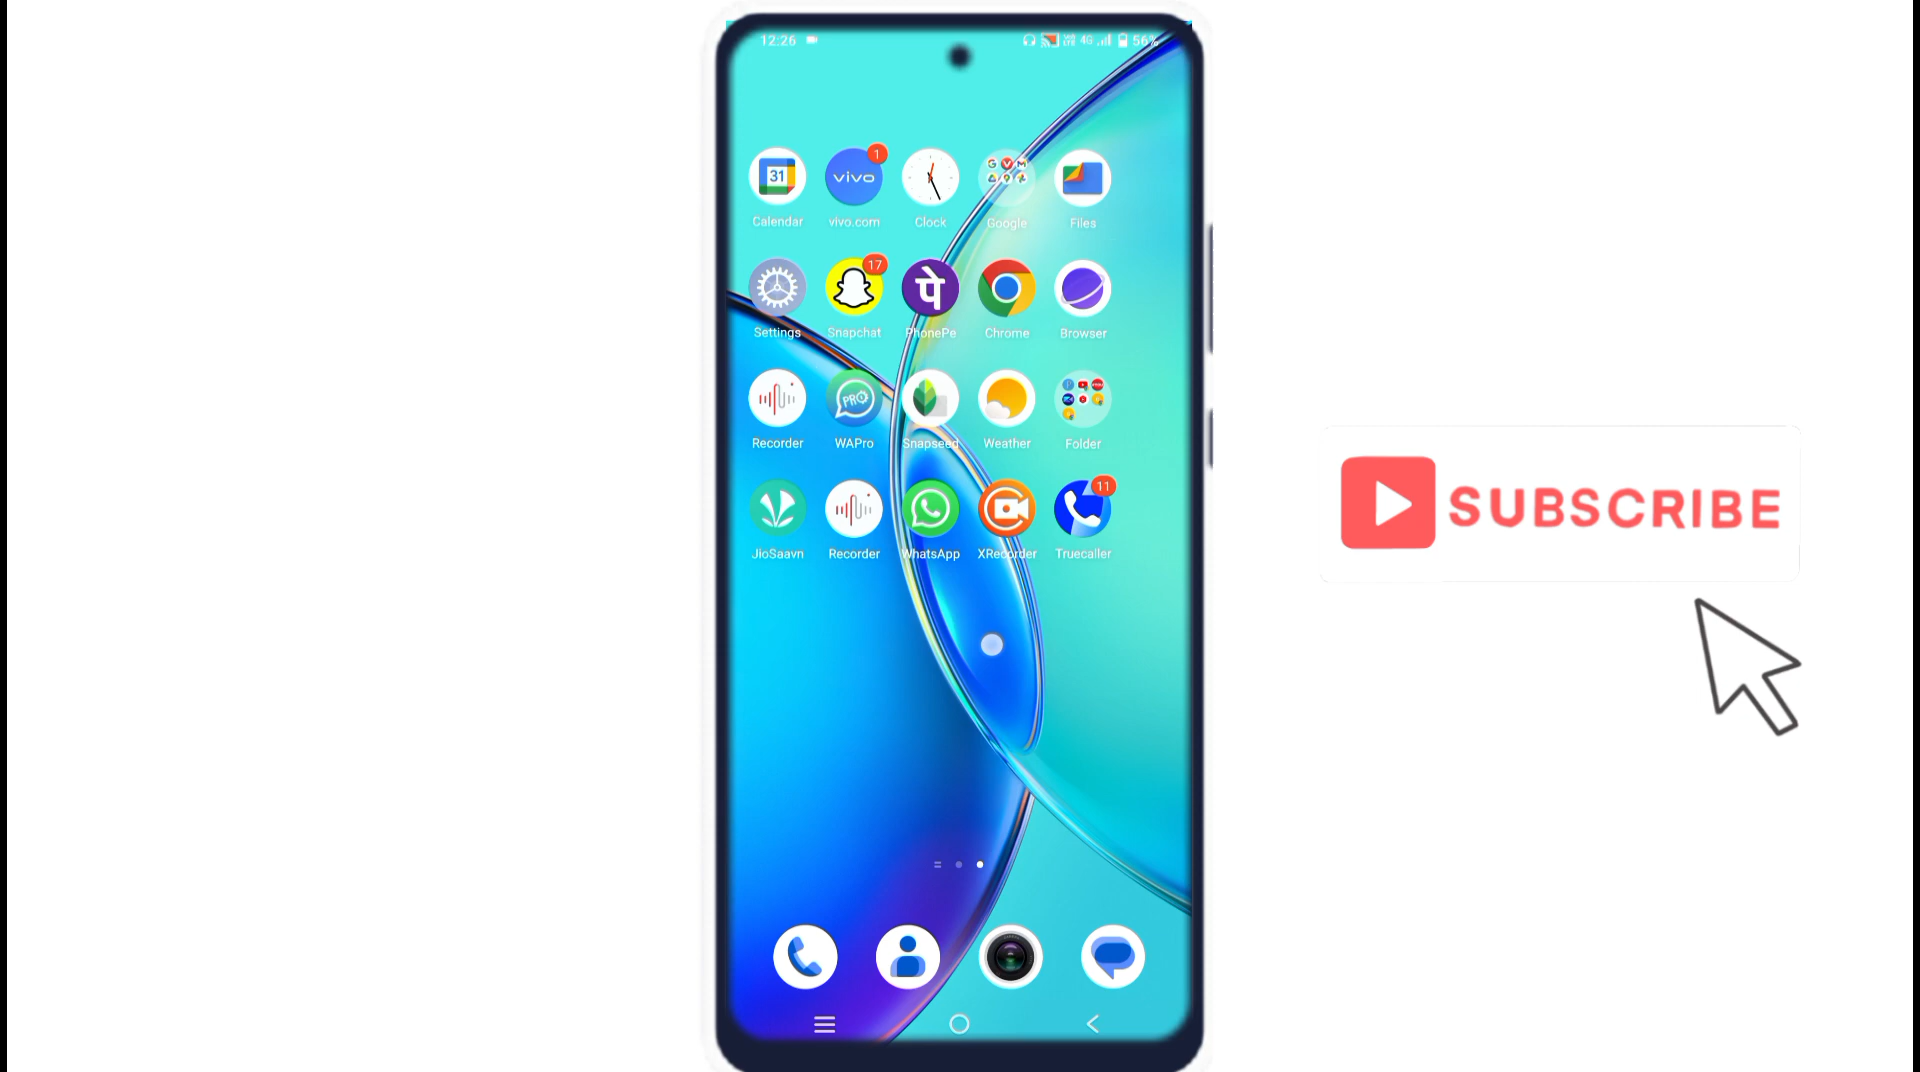 12:26 4G 56%
1
31 vivo
Calendar vivo.com Clock Google Files
17
पे
Settings Snapchat PhonePe Chrome Browser
PRO
Recorder WAPro Snapseed Weather Folder
11
JioSaavn Recorder WhatsApp XRecorder Truecaller
SUBSCRIBE